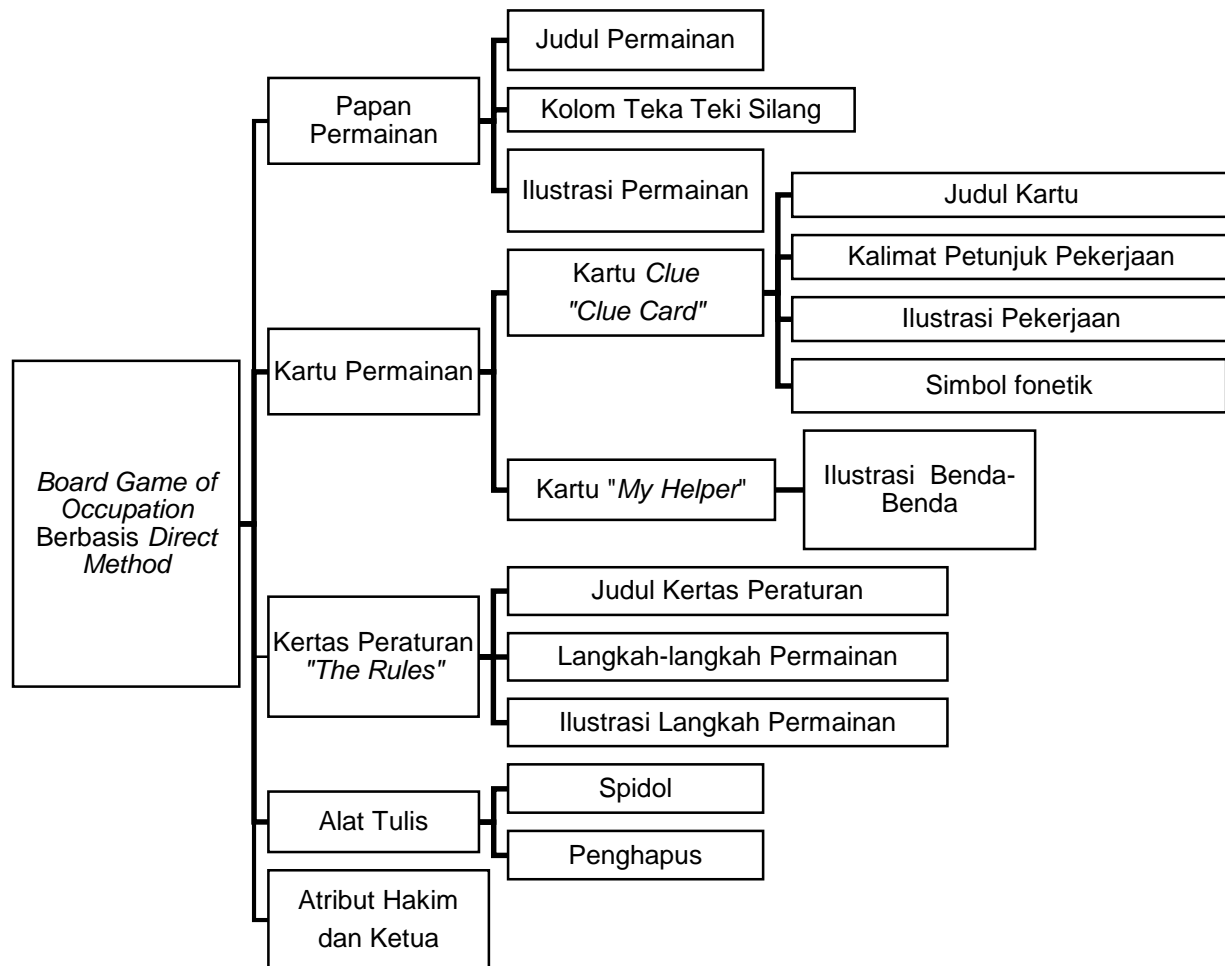 Board Game of
Occupation
Berbasis Direct
Method
Papan
Permainan
Judul Permainan
Kolom Teka Teki Silang
Ilustrasi Permainan
Kartu Permainan
Kartu Clue
"Clue Card"
Judul Kartu
Kalimat Petunjuk Pekerjaan
Ilustrasi Pekerjaan
Simbol fonetik
Kartu "My Helper"
Ilustrasi Benda-
Benda
Kertas Peraturan
"The Rules"
Judul Kertas Peraturan
Langkah-langkah Permainan
Ilustrasi Langkah Permainan
Alat Tulis
Spidol
Penghapus
Atribut Hakim
dan Ketua